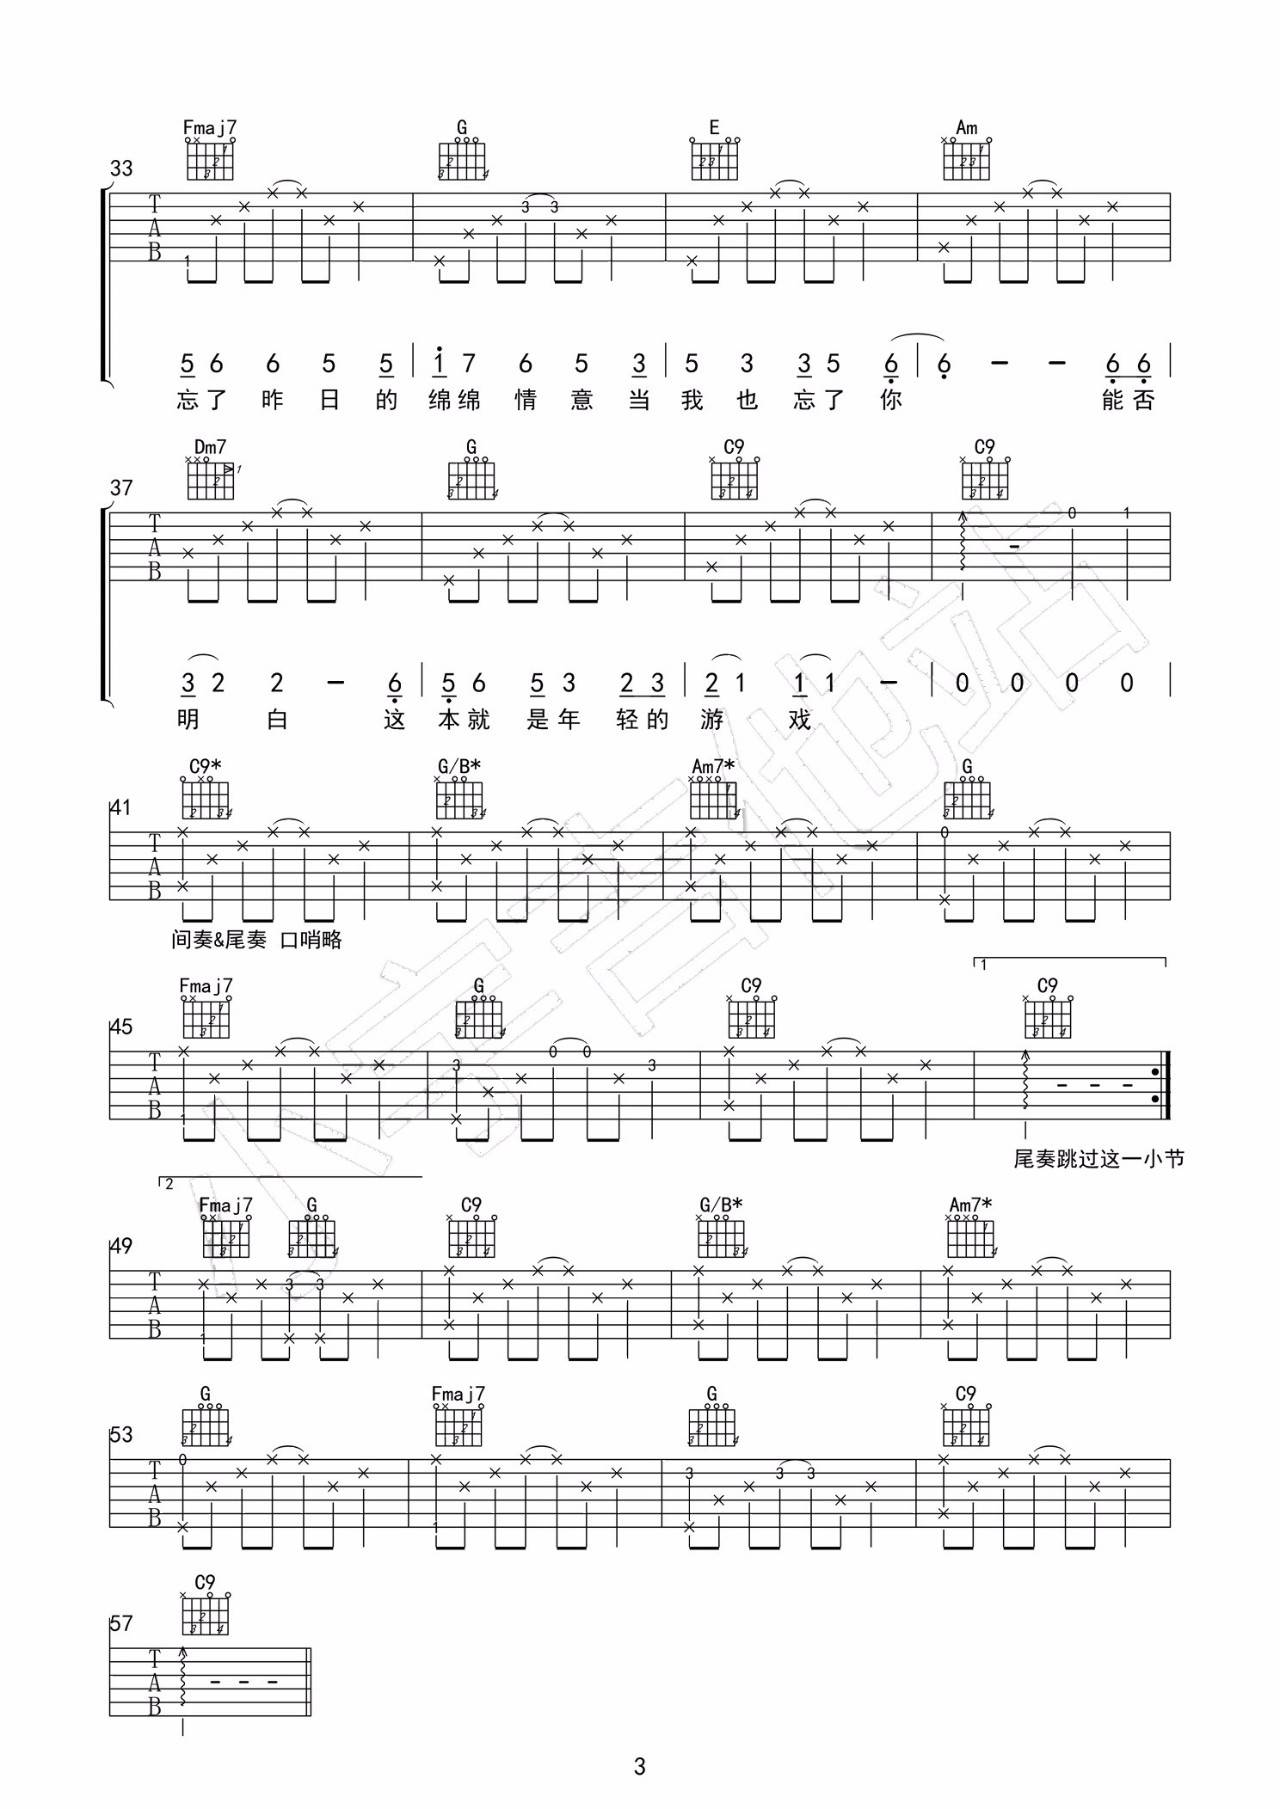 Fmaj7 G E Am
33
T A B 1 3 3
5 6 6 5 5 1 7 6 5 3 5 3 3 5 6 6 - - 6 6
忘了 昨 日 的 绵绵 情 意 当 我 也 忘了 你 能否
Dm7 G C9 C9
37
T A B - 0 1
3 2 2 - 6 5 6 5 3 2 3 2 1 1 1 - 0 0 0 0
明 白 这 本就 是年 轻的 游 戏
C9* G/B* Am7* G
41
T A B 0
间奏&尾奏 口哨略
1
Fmaj7 G C9 C9
45
T A B 1 3 0 0 3 - - -
尾奏跳过这一小节
2
Fmaj7 G C9 G/B* Am7*
49
T A B 1 3 3
G Fmaj7 G C9
53
T A B 0 1 3 3 3
C9
57
T A B - - -
3
小宇吉他站